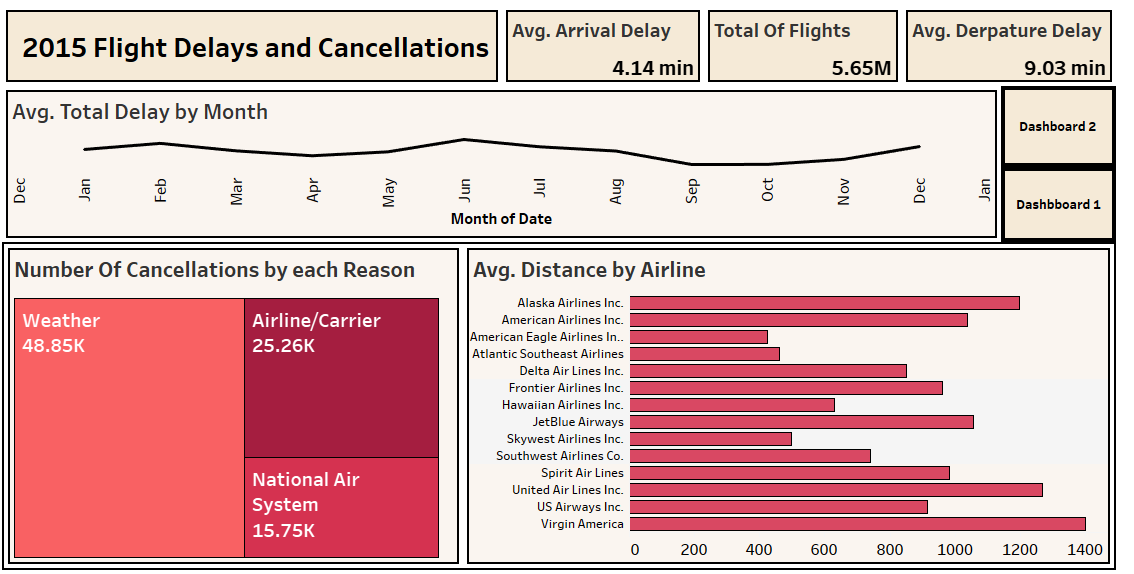 2015 Flight Delays and Cancellations
Avg. Arrival Delay
4.14 min
Total Of Flights
5.65M
Avg. Derpature Delay
9.03 min
Avg. Total Delay by Month
Dec
Jan
Feb
Mar
Apr
May
Jun
Jul
Aug
Sep
Oct
Nov
Dec
Jan
Month of Date
Dashboard 2
Dashbboard 1
Number Of Cancellations by each Reason
Weather
48.85K
Airline/Carrier
25.26K
National Air
System
15.75K
Avg. Distance by Airline
Alaska Airlines Inc.
American Airlines Inc.
American Eagle Airlines In..
Atlantic Southeast Airlines
Delta Air Lines Inc.
Frontier Airlines Inc.
Hawaiian Airlines Inc.
JetBlue Airways
Skywest Airlines Inc.
Southwest Airlines Co.
Spirit Air Lines
United Air Lines Inc.
US Airways Inc.
Virgin America
0 200 400 600 800 1000 1200 1400